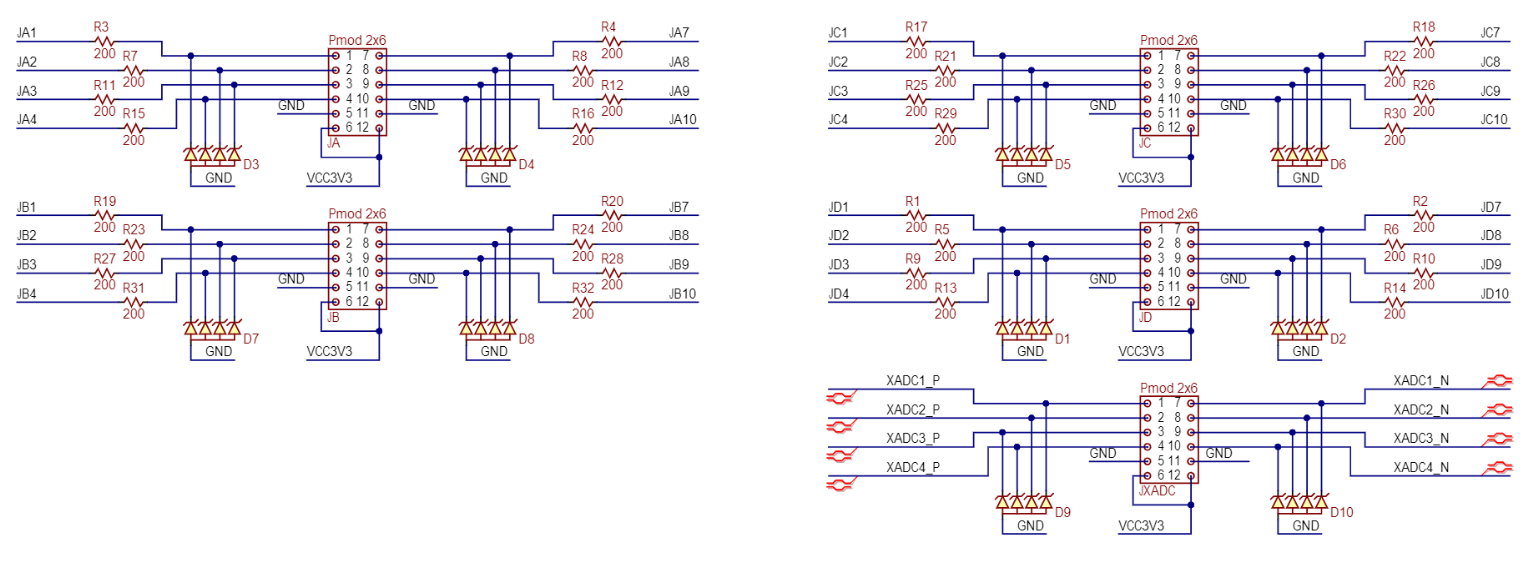 JA1 R3 200 Pmod 2x6 R4 200 JA7
JA2 R7 200 1 7 R8 200 JA8
2 8
JA3 R11 200 3 9 R12 200 JA9
GND 4 10 GND
JA4 R15 200 5 11 R16 200 JA10
6 12
JA
D3 D4
GND VCC3V3 GND
JB1 R19 200 Pmod 2x6 R20 200 JB7
JB2 R23 200 1 7 R24 200 JB8
2 8
JB3 R27 200 3 9 R28 200 JB9
GND 4 10 GND
JB4 R31 200 5 11 R32 200 JB10
6 12
JB
D7 D8
GND VCC3V3 GND
JC1 R17 200 Pmod 2x6 R18 200 JC7
JC2 R21 200 1 7 R22 200 JC8
2 8
JC3 R25 200 3 9 R26 200 JC9
GND 4 10 GND
JC4 R29 200 5 11 R30 200 JC10
6 12
JC
D5 D6
GND VCC3V3 GND
JD1 R1 200 Pmod 2x6 R2 200 JD7
JD2 R5 200 1 7 R6 200 JD8
2 8
JD3 R9 200 3 9 R10 200 JD9
GND 4 10 GND
JD4 R13 200 5 11 R14 200 JD10
6 12
JD
D1 D2
GND VCC3V3 GND
XADC1_P Pmod 2x6 XADC1_N
1 7
XADC2_P 2 8 XADC2_N
3 9
XADC3_P 4 10 XADC3_N
GND 5 11 GND
XADC4_P 6 12 XADC4_N
JXADC
D9 D10
GND VCC3V3 GND